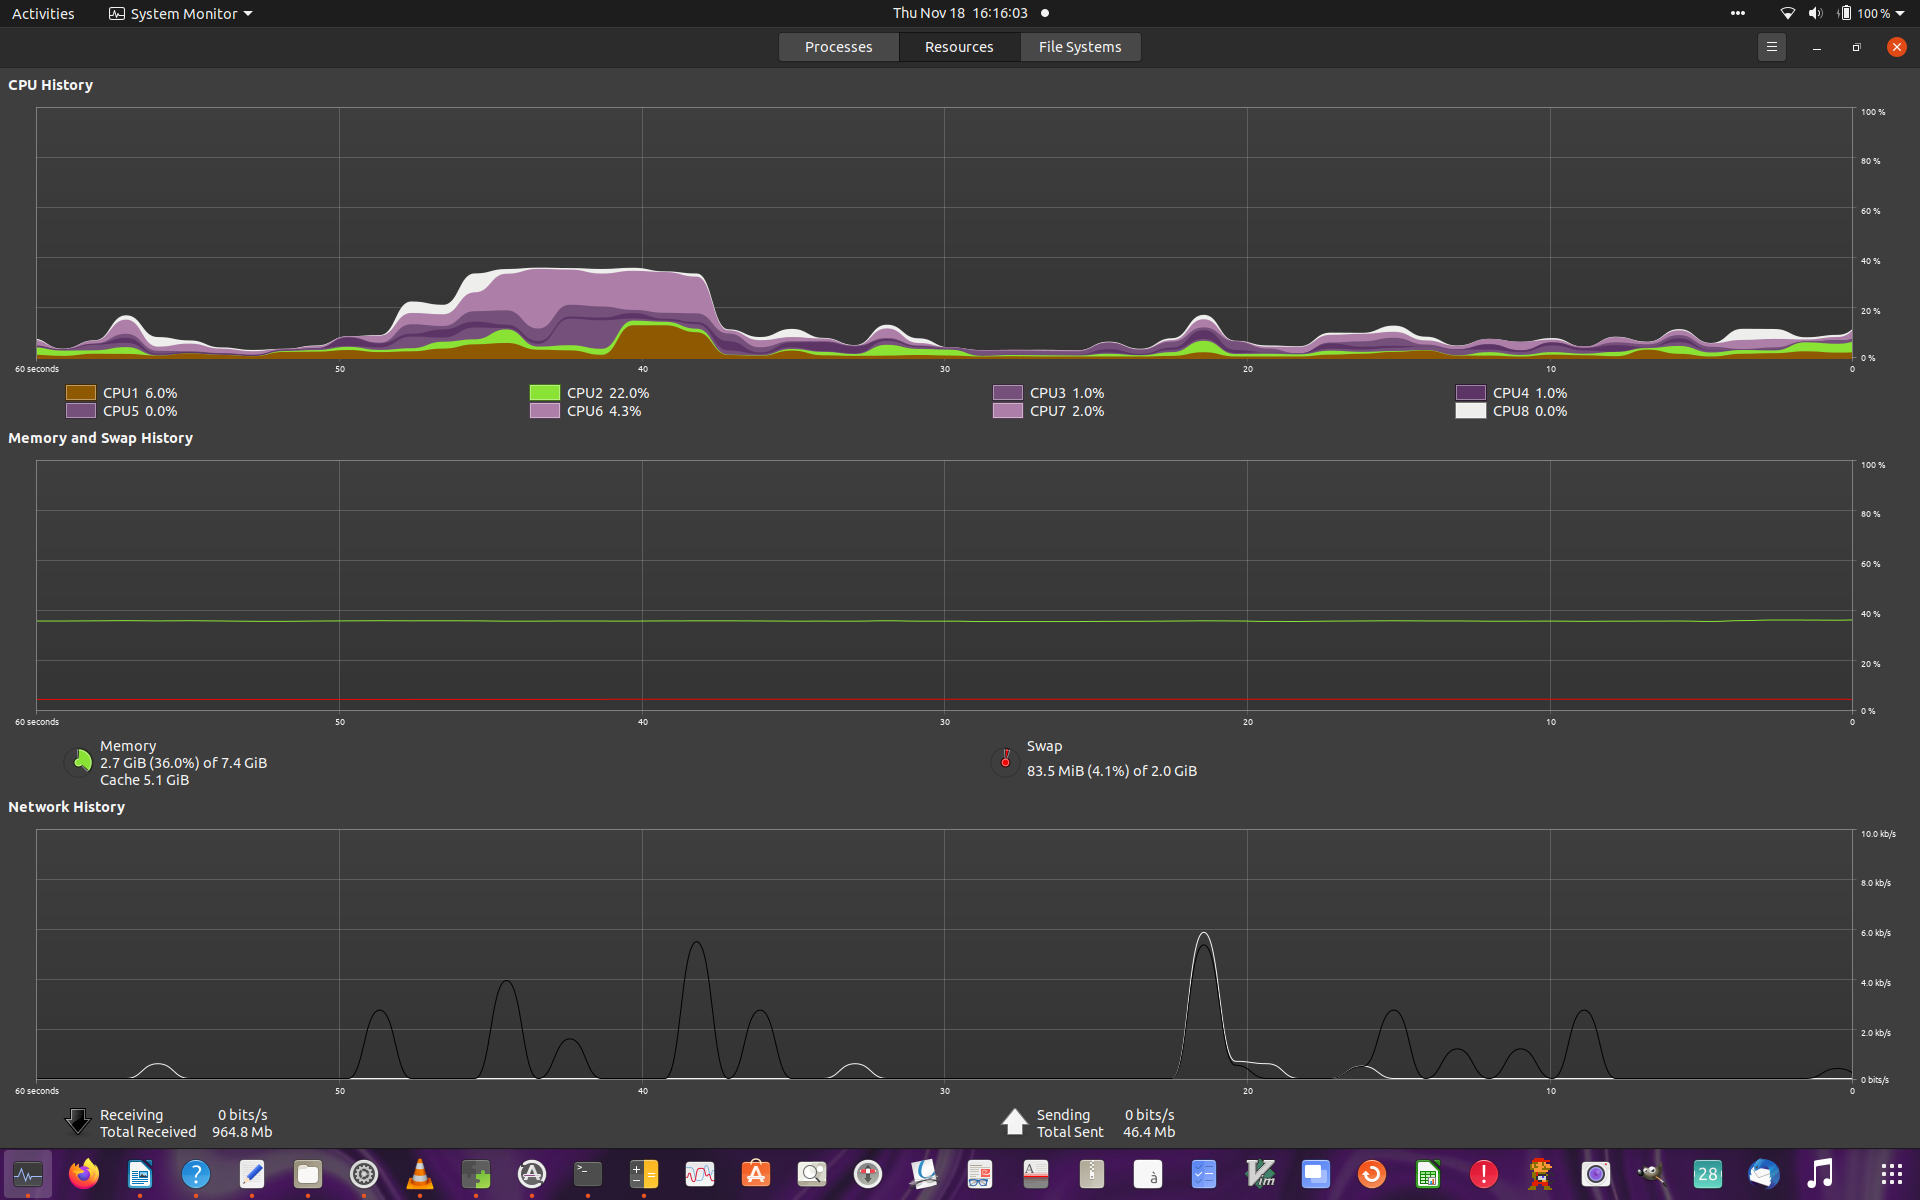 Activities System Monitor Thu Nov 18 16:16:03 100 %
Processes Resources File Systems
CPU History
100 %
80 %
60 %
40 %
20 %
0 %
60 seconds 50 40 30 20 10 0
CPU1 6.0% CPU2 22.0% CPU3 1.0% CPU4 1.0%
CPU5 0.0% CPU6 4.3% CPU7 2.0% CPU8 0.0%
Memory and Swap History
100 %
80 %
60 %
40 %
20 %
0 %
60 seconds 50 40 30 20 10 0
Memory Swap
2.7 GiB (36.0%) of 7.4 GiB 83.5 MiB (4.1%) of 2.0 GiB
Cache 5.1 GiB
Network History
10.0 kb/s
8.0 kb/s
6.0 kb/s
4.0 kb/s
2.0 kb/s
0 bits/s
60 seconds 50 40 30 20 10 0
Receiving 0 bits/s Sending 0 bits/s
Total Received 964.8 Mb Total Sent 46.4 Mb
? >_ A à Vim ! 28